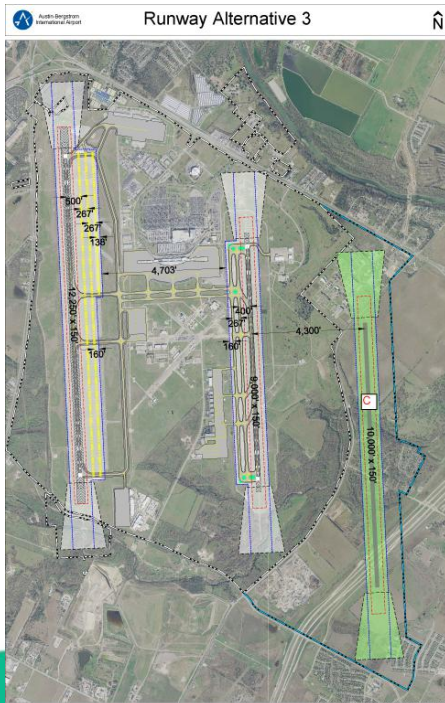 Austin-Bergstrom
International Airport
Runway Alternative 3
N
500'
267'
267'
136'
4,703'
12,250' x 150'
160'
400'
267'
160'
4,300'
9,000' x 150'
C
10,000' x 150'